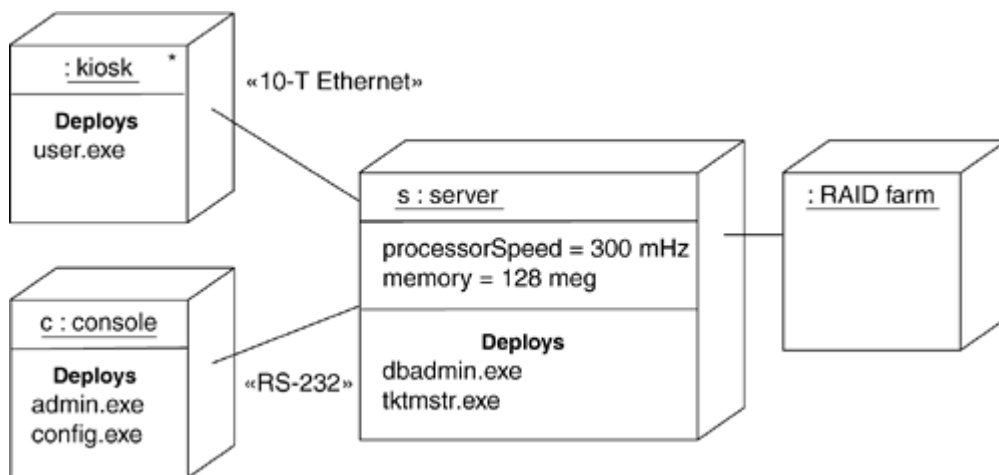 : kiosk *
Deploys
user.exe
«10-T Ethernet»
c : console
Deploys
admin.exe
config.exe
«RS-232»
s : server
processorSpeed = 300 mHz
memory = 128 meg
Deploys
dbadmin.exe
tktmstr.exe
: RAID farm